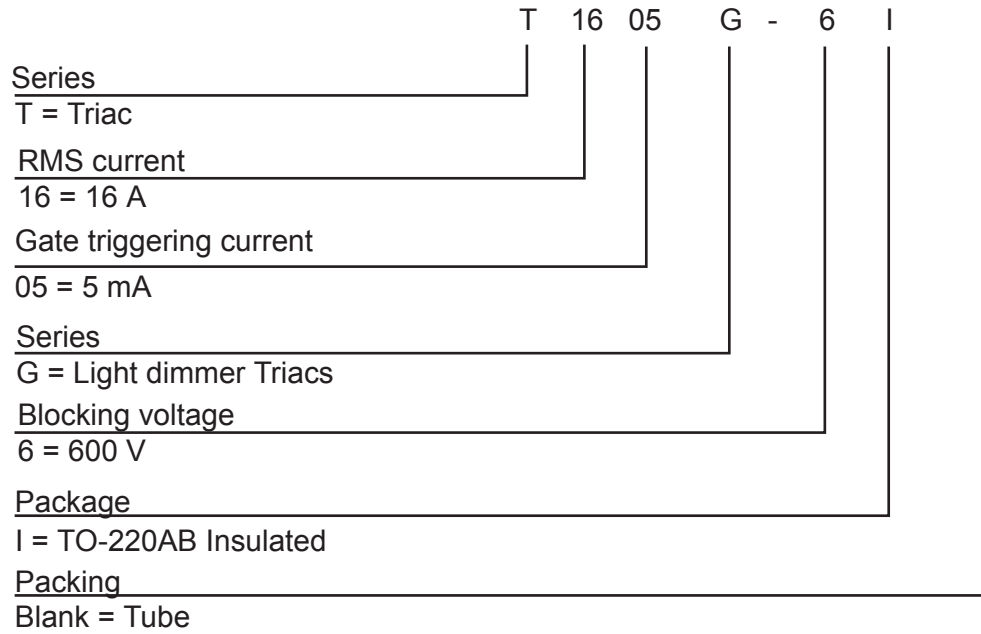 T 16 05 G - 6 I
Series
T = Triac
RMS current
16 = 16 A
Gate triggering current
05 = 5 mA
Series
G = Light dimmer Triacs
Blocking voltage
6 = 600 V
Package
I = TO-220AB Insulated
Packing
Blank = Tube